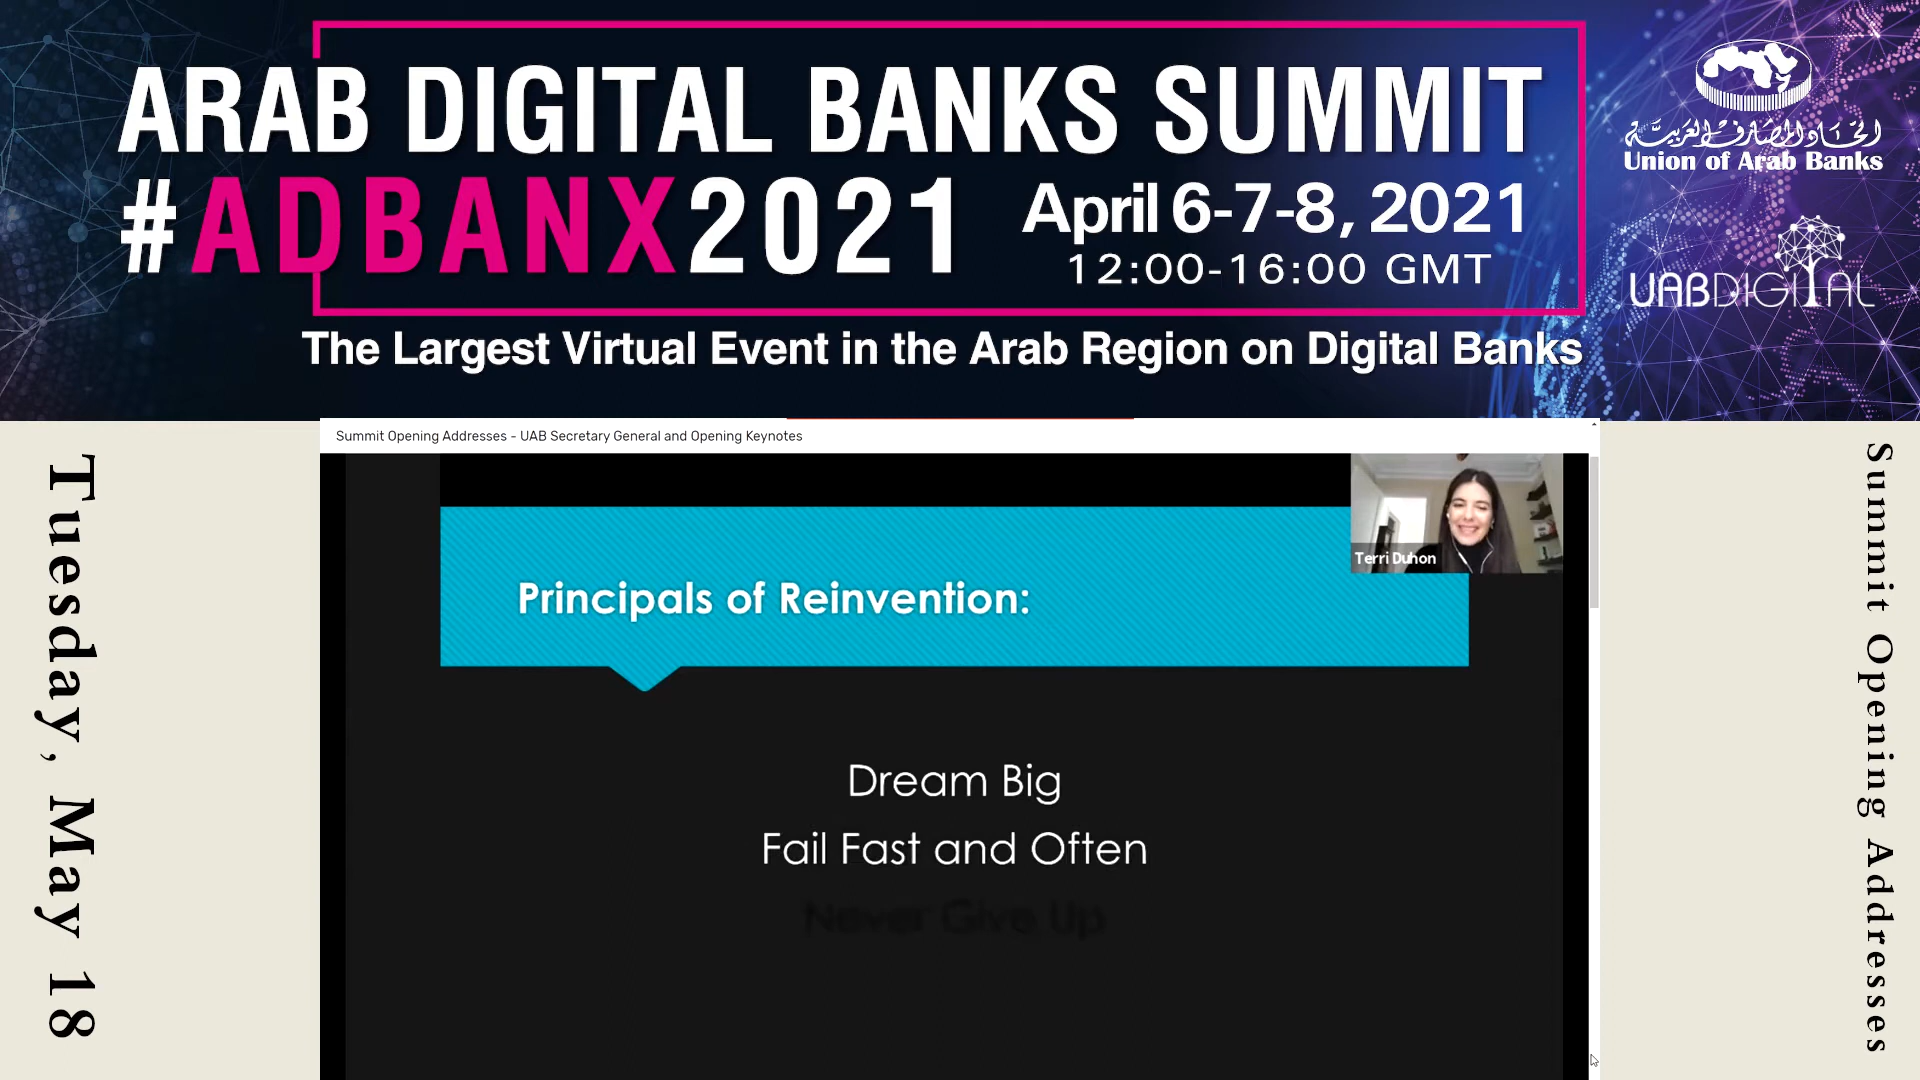 ARAB DIGITAL BANKS SUMMIT
#ADBANX2021
April 6-7-8, 2021
12:00-16:00 GMT
The Largest Virtual Event in the Arab Region on Digital Banks
اتحاد المصارف العربية
Union of Arab Banks
UABDIGITAL
Tuesday, May 18
Summit Opening Addresses - UAB Secretary General and Opening Keynotes
Terri Duhon
Principals of Reinvention:
Dream Big
Fail Fast and Often
Never Give Up
Summit Opening Addresses